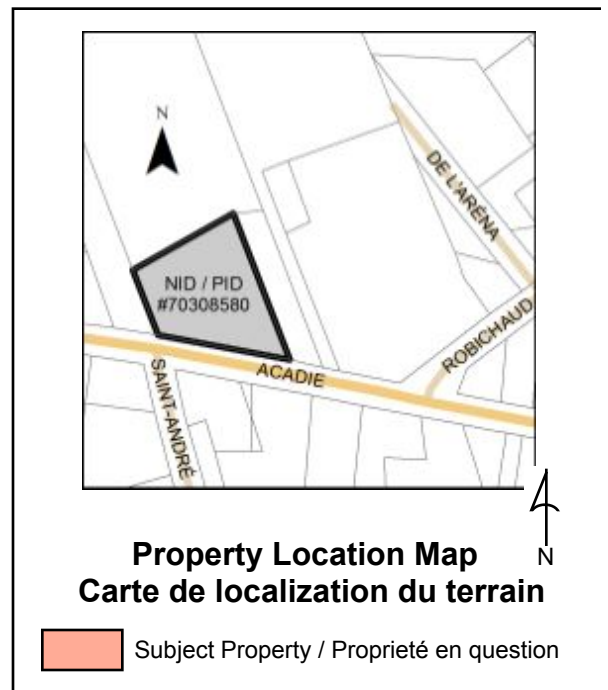 N
DE L'ARÉNA
NID / PID
#70308580
ROBICHAUD
ACADIE
SAINT-ANDRÉ
N
Property Location Map
Carte de localization du terrain
Subject Property / Proprieté en question